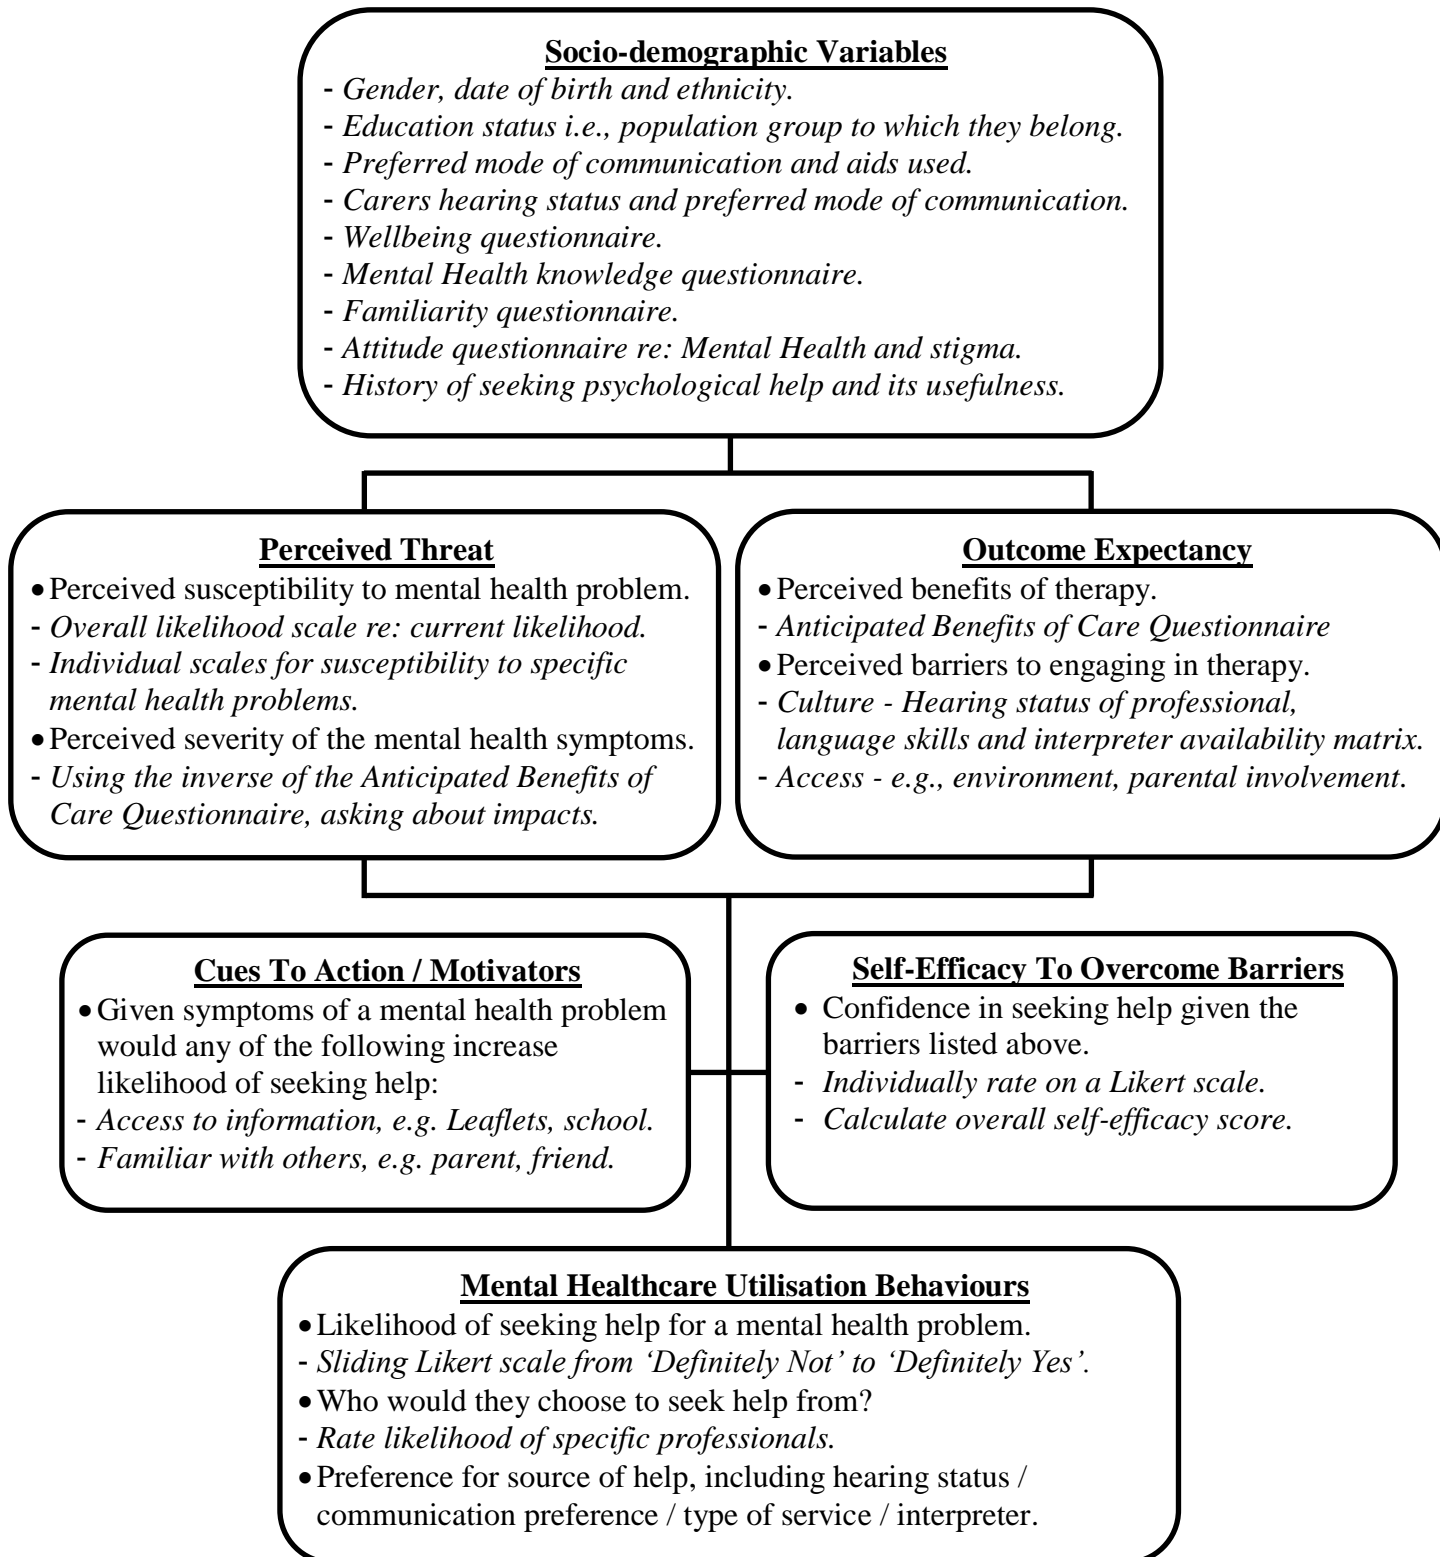 Socio-demographic Variables
- Gender, date of birth and ethnicity.
- Education status i.e., population group to which they belong.
- Preferred mode of communication and aids used.
- Carers hearing status and preferred mode of communication.
- Wellbeing questionnaire.
- Mental Health knowledge questionnaire.
- Familiarity questionnaire.
- Attitude questionnaire re: Mental Health and stigma.
- History of seeking psychological help and its usefulness.
Perceived Threat
• Perceived susceptibility to mental health problem.
- Overall likelihood scale re: current likelihood.
- Individual scales for susceptibility to specific
mental health problems.
• Perceived severity of the mental health symptoms.
- Using the inverse of the Anticipated Benefits of
Care Questionnaire, asking about impacts.
Outcome Expectancy
• Perceived benefits of therapy.
- Anticipated Benefits of Care Questionnaire
• Perceived barriers to engaging in therapy.
- Culture - Hearing status of professional,
language skills and interpreter availability matrix.
- Access - e.g., environment, parental involvement.
Cues To Action / Motivators
• Given symptoms of a mental health problem
would any of the following increase
likelihood of seeking help:
- Access to information, e.g. Leaflets, school.
- Familiar with others, e.g. parent, friend.
Self-Efficacy To Overcome Barriers
• Confidence in seeking help given the
barriers listed above.
- Individually rate on a Likert scale.
- Calculate overall self-efficacy score.
Mental Healthcare Utilisation Behaviours
• Likelihood of seeking help for a mental health problem.
- Sliding Likert scale from ‘Definitely Not’ to ‘Definitely Yes’.
• Who would they choose to seek help from?
- Rate likelihood of specific professionals.
• Preference for source of help, including hearing status /
communication preference / type of service / interpreter.